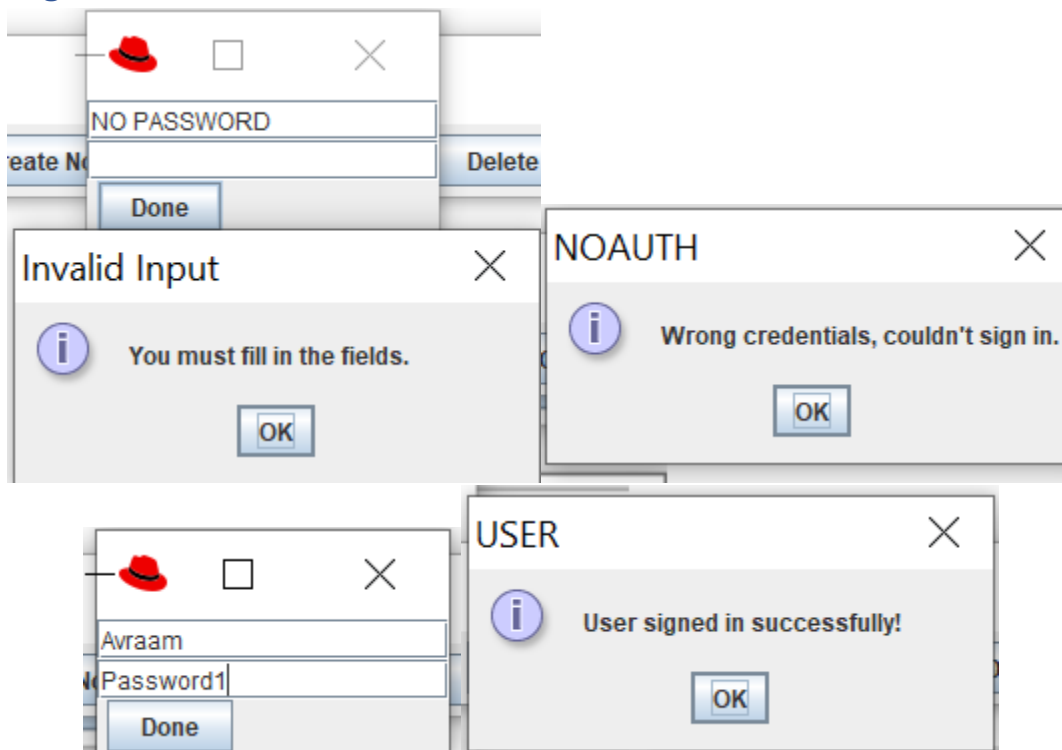 NO PASSWORD
Delete
Done
Invalid Input
You must fill in the fields.
OK
NOAUTH
Wrong credentials, couldn't sign in.
OK
Avraam
Password1
Done
USER
User signed in successfully!
OK